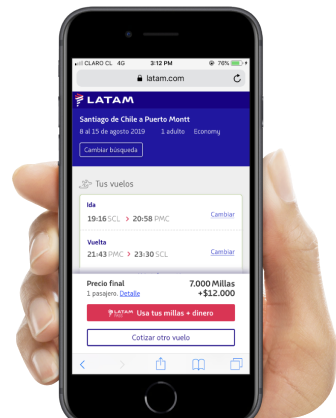 CLARO CL 4G 3:12 PM 76%
latam.com
LATAM
Santiago de Chile a Puerto Montt
8 al 15 de agosto 2019 1 adulto Economy
Cambiar búsqueda
Tus vuelos
Ida
19:16 SCL > 20:58 PMC Cambiar
Vuelta
21:43 PMC > 23:30 SCL Cambiar
Precio final 7.000 Millas
1 pasajero. Detalle +$12.000
LATAM PASS Usa tus millas + dinero
Cotizar otro vuelo